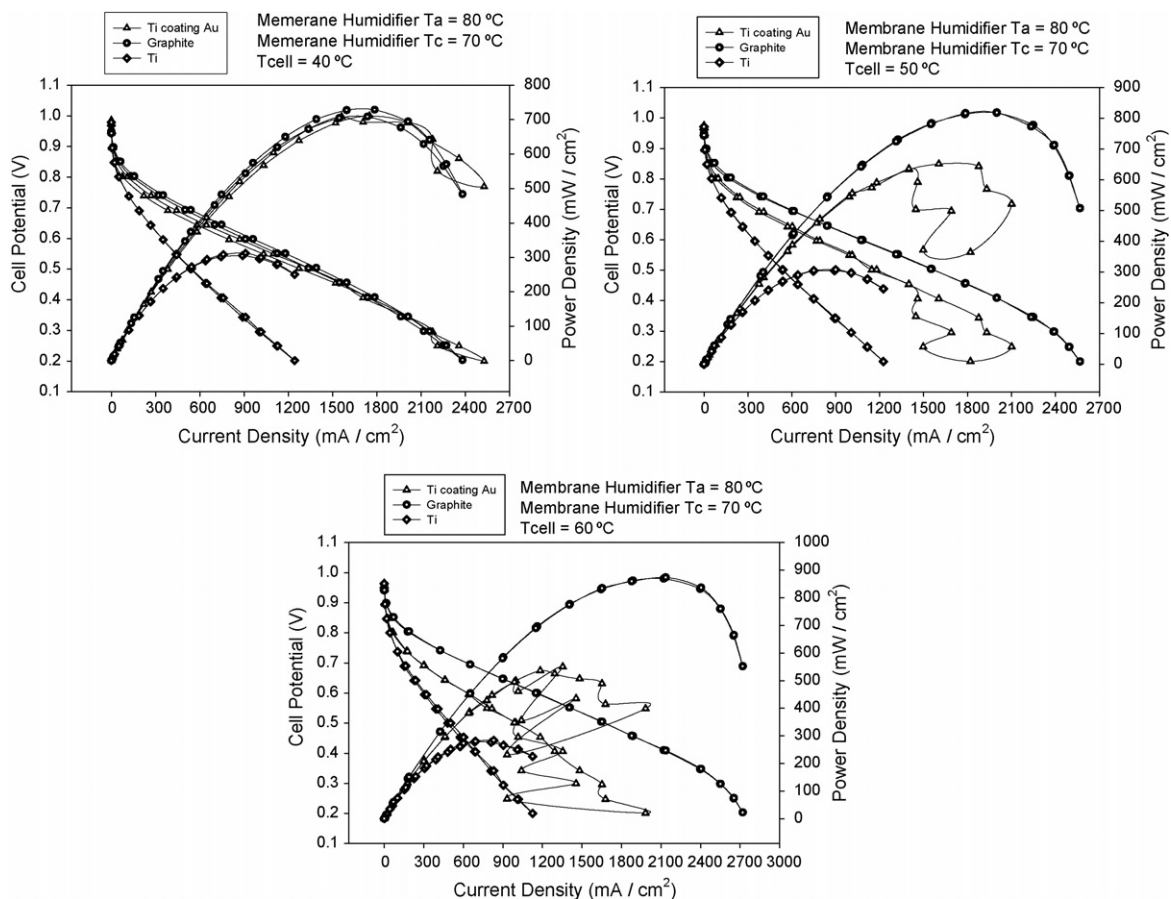 Ti coating Au
Graphite
Ti
Memerane Humidifier Ta = 80 ºC
Memerane Humidifier Tc = 70 ºC
Tcell = 40 ºC
1.1
1.0
0.9
0.8
0.7
0.6
0.5
0.4
0.3
0.2
0.1
Cell Potential (V)
800
700
600
500
400
300
200
100
0
Power Density (mW / cm²)
0 300 600 900 1200 1500 1800 2100 2400 2700
Current Density (mA / cm²)
Ti coating Au
Graphite
Ti
Membrane Humidifier Ta = 80 ºC
Membrane Humidifier Tc = 70 ºC
Tcell = 50 ºC
1.1
1.0
0.9
0.8
0.7
0.6
0.5
0.4
0.3
0.2
0.1
Cell Potential (V)
900
800
700
600
500
400
300
200
100
0
Power Density (mW / cm²)
0 300 600 900 1200 1500 1800 2100 2400 2700
Current Density (mA / cm²)
Ti coating Au
Graphite
Ti
Membrane Humidifier Ta = 80 ºC
Membrane Humidifier Tc = 70 ºC
Tcell = 60 ºC
1.1
1.0
0.9
0.8
0.7
0.6
0.5
0.4
0.3
0.2
0.1
Cell Potential (V)
1000
900
800
700
600
500
400
300
200
100
0
Power Density (mW / cm²)
0 300 600 900 1200 1500 1800 2100 2400 2700 3000
Current Density (mA / cm²)